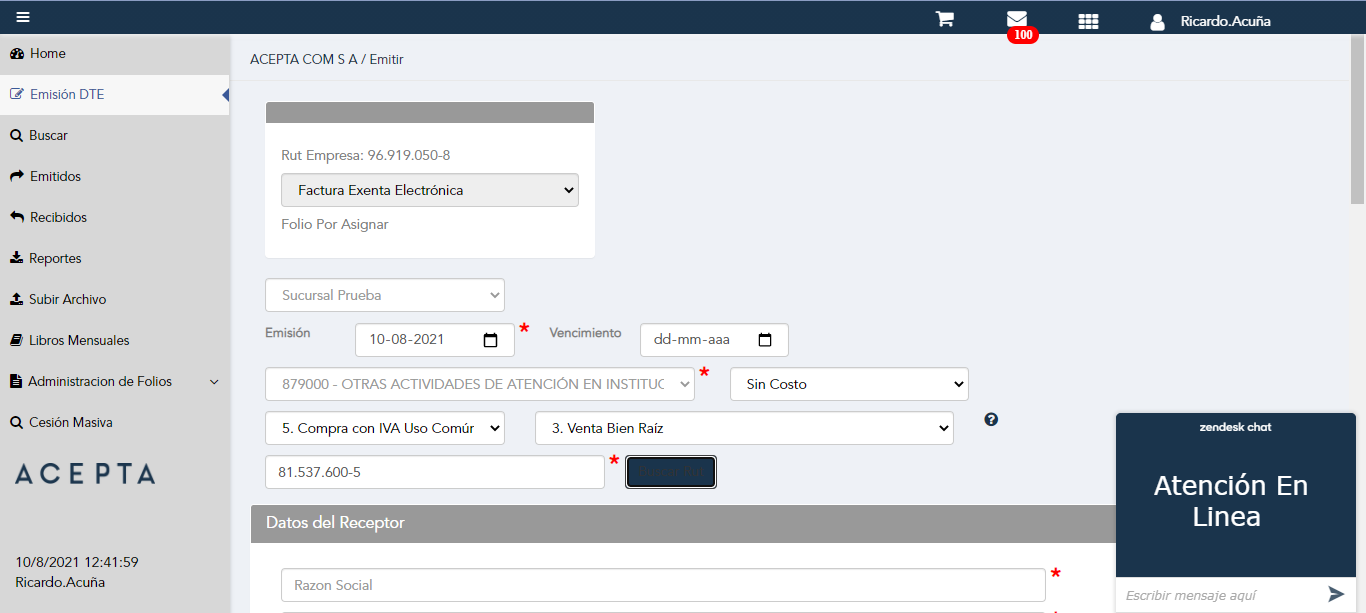 100
Ricardo.Acuña
Home
Emisión DTE
Buscar
Emitidos
Recibidos
Reportes
Subir Archivo
Libros Mensuales
Administracion de Folios
Cesión Masiva
ACEPTA
10/8/2021 12:41:59
Ricardo.Acuña
ACEPTA COM S A / Emitir
Rut Empresa: 96.919.050-8
Factura Exenta Electrónica
Folio Por Asignar
Sucursal Prueba
Emisión 10-08-2021 * Vencimiento dd-mm-aaa
879000 - OTRAS ACTIVIDADES DE ATENCIÓN EN INSTITUC * Sin Costo
5. Compra con IVA Uso Comúr 3. Venta Bien Raíz ?
81.537.600-5 *
Datos del Receptor
Razon Social *
zendesk chat
Atención En
Linea
Escribir mensaje aquí